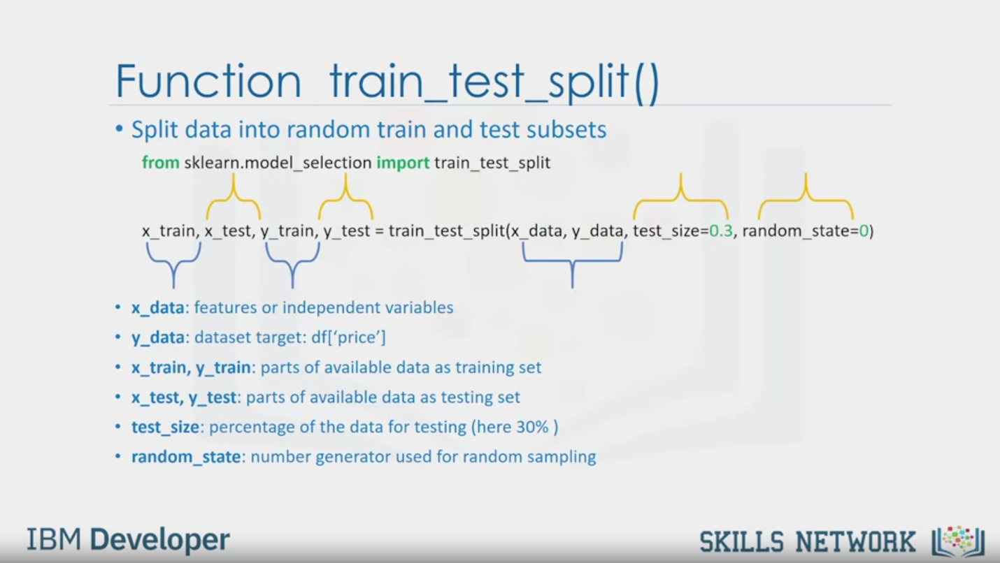 Function train_test_split()
• Split data into random train and test subsets
from sklearn.model_selection import train_test_split
x_train, x_test, y_train, y_test = train_test_split(x_data, y_data, test_size=0.3, random_state=0)
• x_data: features or independent variables
• y_data: dataset target: df[‘price’]
• x_train, y_train: parts of available data as training set
• x_test, y_test: parts of available data as testing set
• test_size: percentage of the data for testing (here 30% )
• random_state: number generator used for random sampling
IBM Developer
SKILLS NETWORK